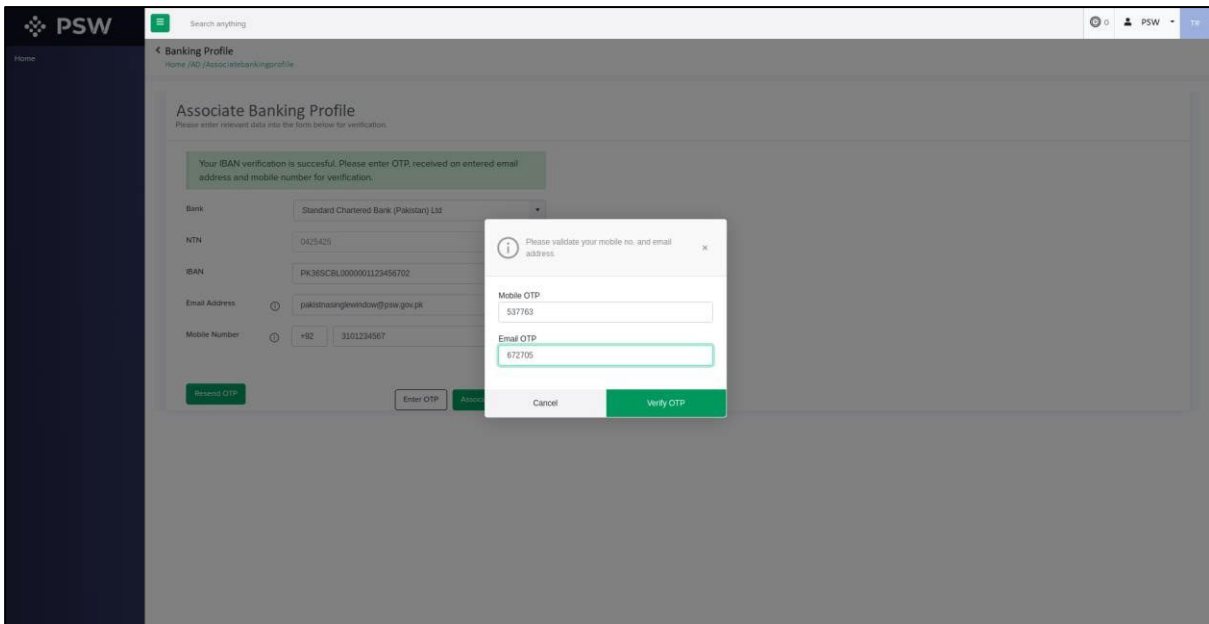 PSW
Search anything
0
PSW
TR
Home
Banking Profile
Home /AD /Associatebankingprofile
Associate Banking Profile
Please enter relevant data into the form below for verification.
Your IBAN verification is succesful. Please enter OTP, received on entered email
address and mobile number for verification.
Bank
Standard Chartered Bank (Pakistan) Ltd
NTN
0425425
IBAN
PK36SCBL0000001123456702
Email Address
pakistnasinglewindow@psw.gov.pk
Mobile Number
+92
3101234567
Resend OTP
Enter OTP
Please validate your mobile no. and email
address
×
Mobile OTP
537763
Email OTP
672705
Cancel
Verify OTP